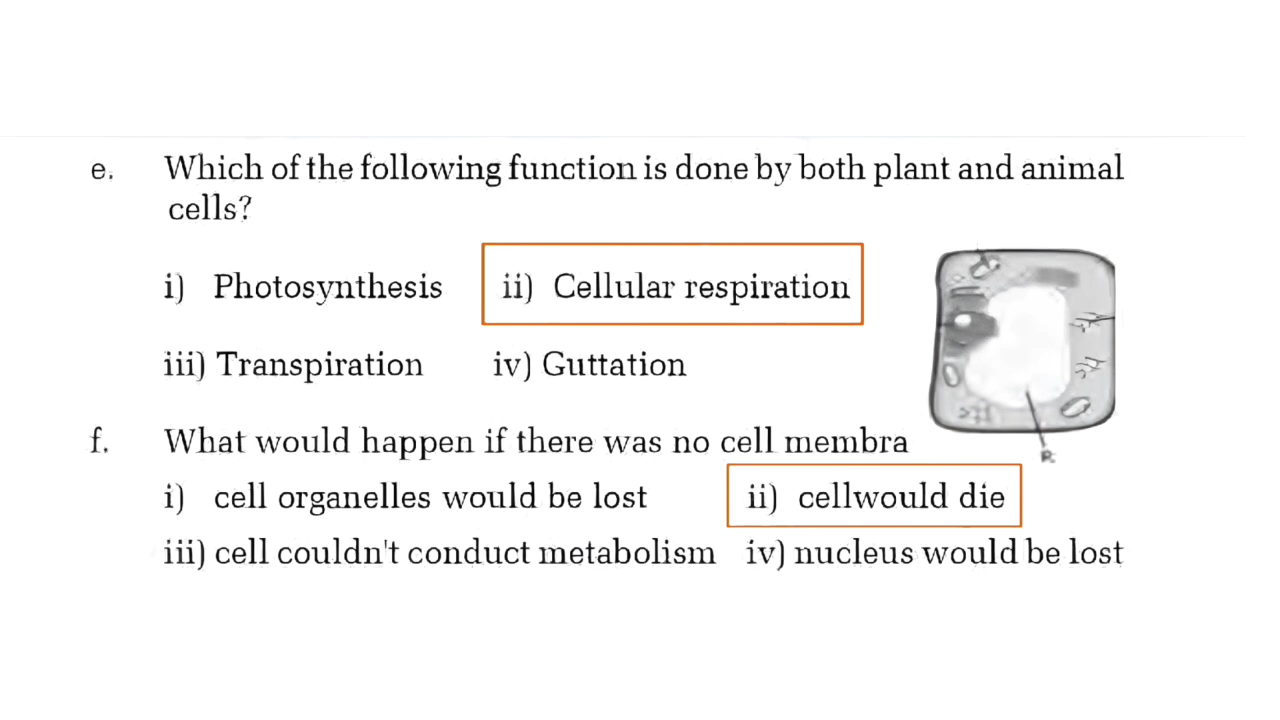 e. Which of the following function is done by both plant and animal
cells?
i) Photosynthesis ii) Cellular respiration
iii) Transpiration iv) Guttation
f. What would happen if there was no cell membra
i) cell organelles would be lost ii) cellwould die
iii) cell couldn't conduct metabolism iv) nucleus would be lost